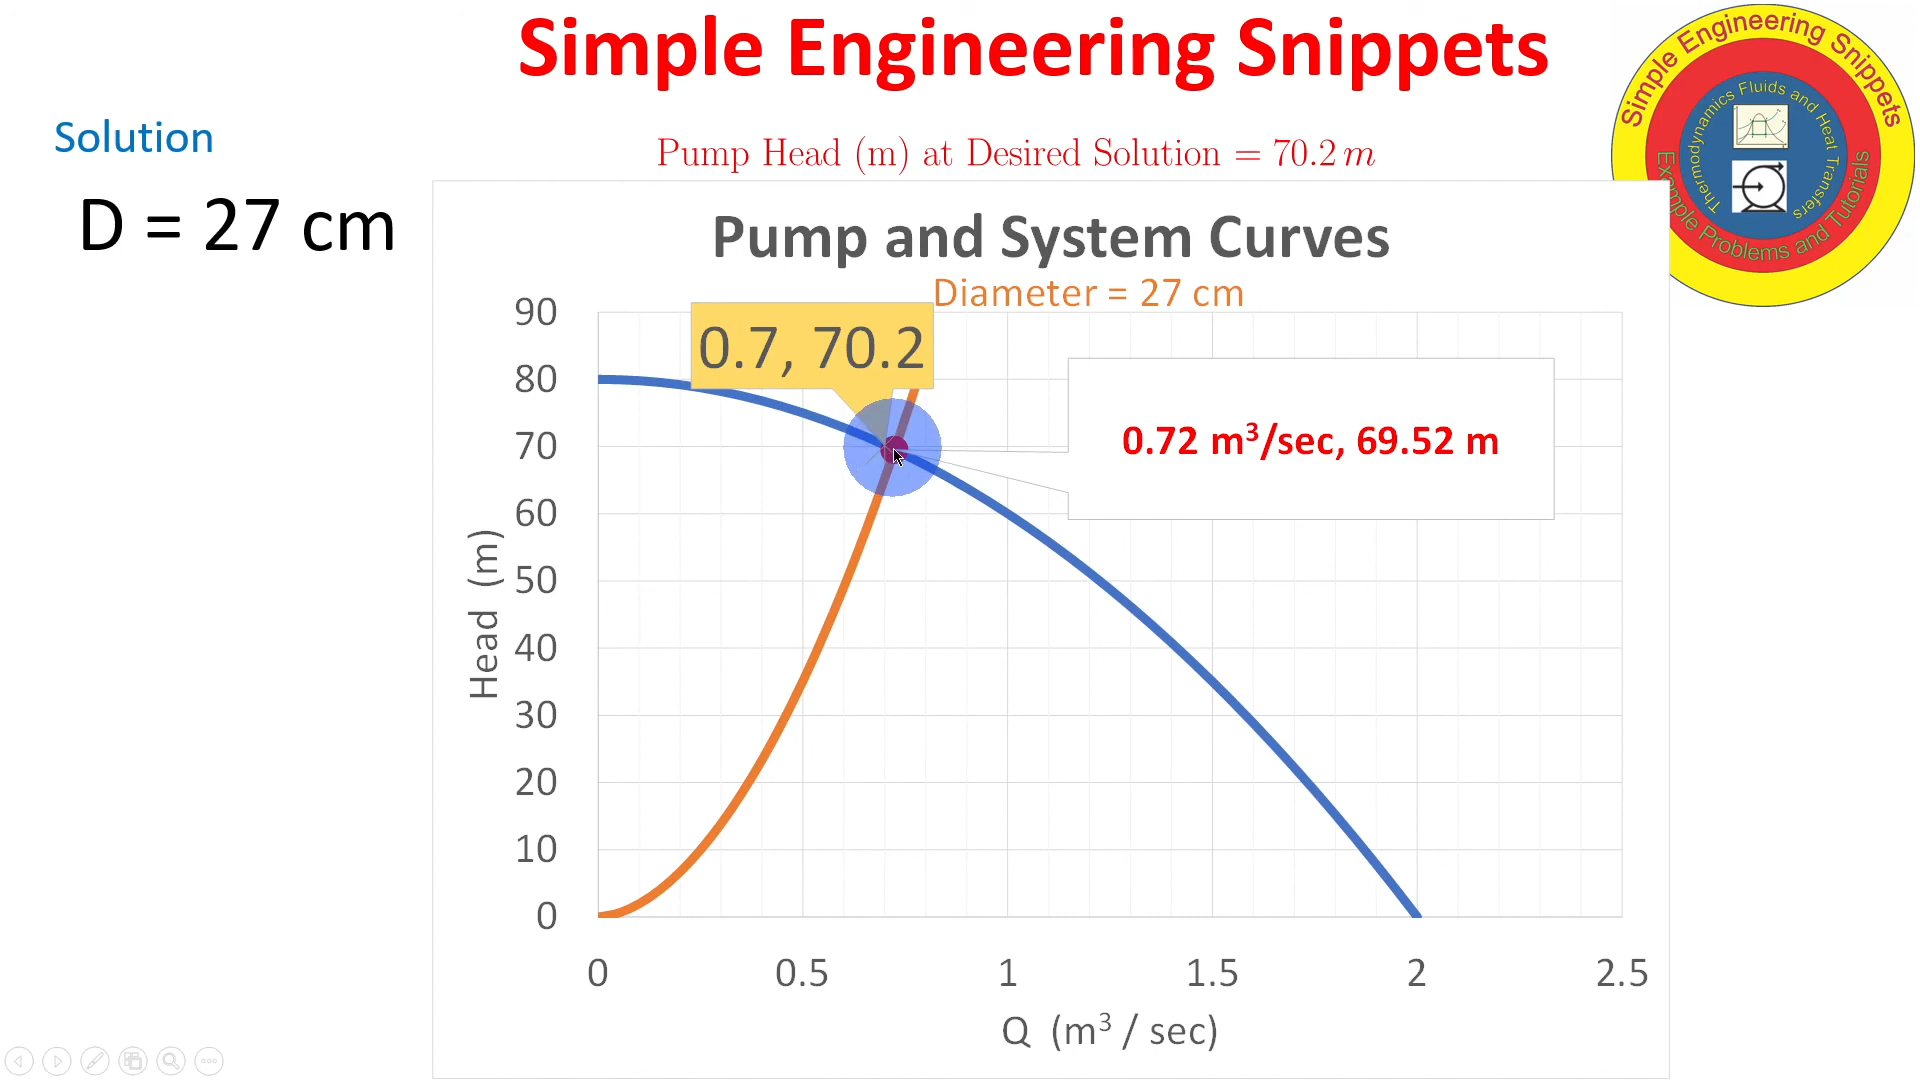 Simple Engineering Snippets
Simple Engineering Snippets
Thermodynamics Fluids and Heat Transfers
Example Problems and Tutorials
Solution
Pump Head (m) at Desired Solution = 70.2 m
D = 27 cm
Pump and System Curves
Diameter = 27 cm
0.7, 70.2
0.72 m³/sec, 69.52 m
90
80
70
60
50
40
30
20
10
0
Head (m)
0 0.5 1 1.5 2 2.5
Q (m³ / sec)